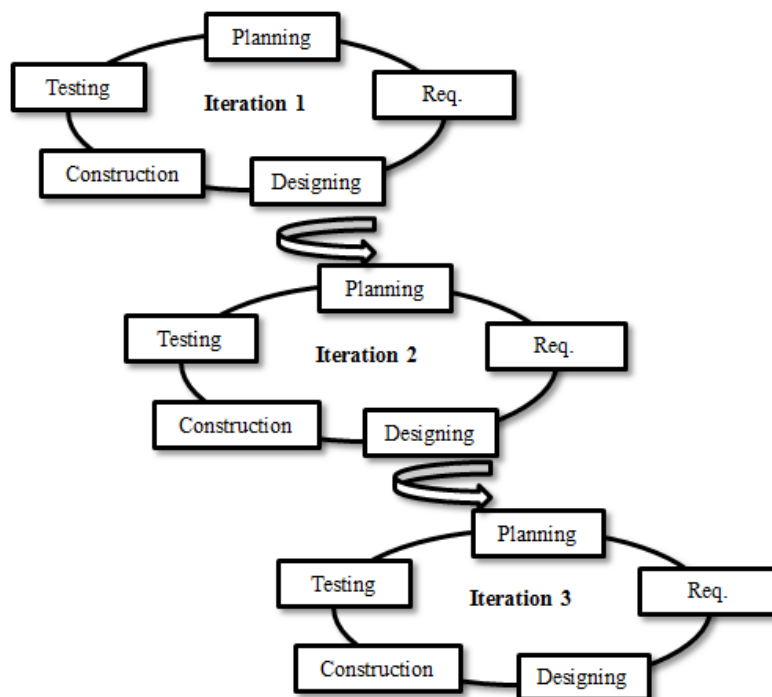 Planning
Testing
Req.
Iteration 1
Construction
Designing
Planning
Testing
Req.
Iteration 2
Construction
Designing
Planning
Testing
Req.
Iteration 3
Construction
Designing